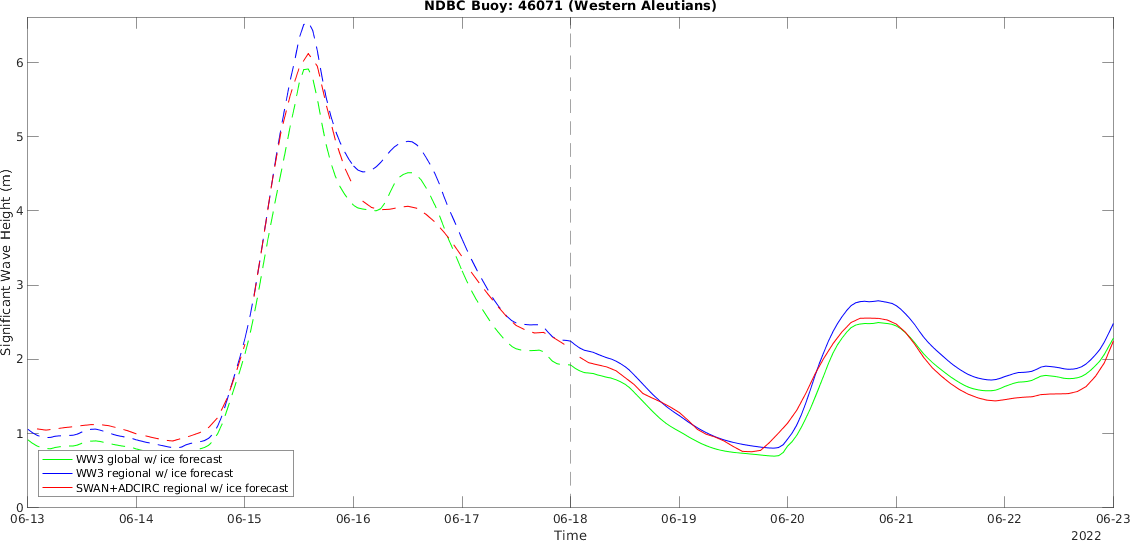 NDBC Buoy: 46071 (Western Aleutians)
Significant Wave Height (m)
6
5
4
3
2
1
0
WW3 global w/ ice forecast
WW3 regional w/ ice forecast
SWAN+ADCIRC regional w/ ice forecast
06-13 06-14 06-15 06-16 06-17 06-18 06-19 06-20 06-21 06-22 06-23
Time
2022